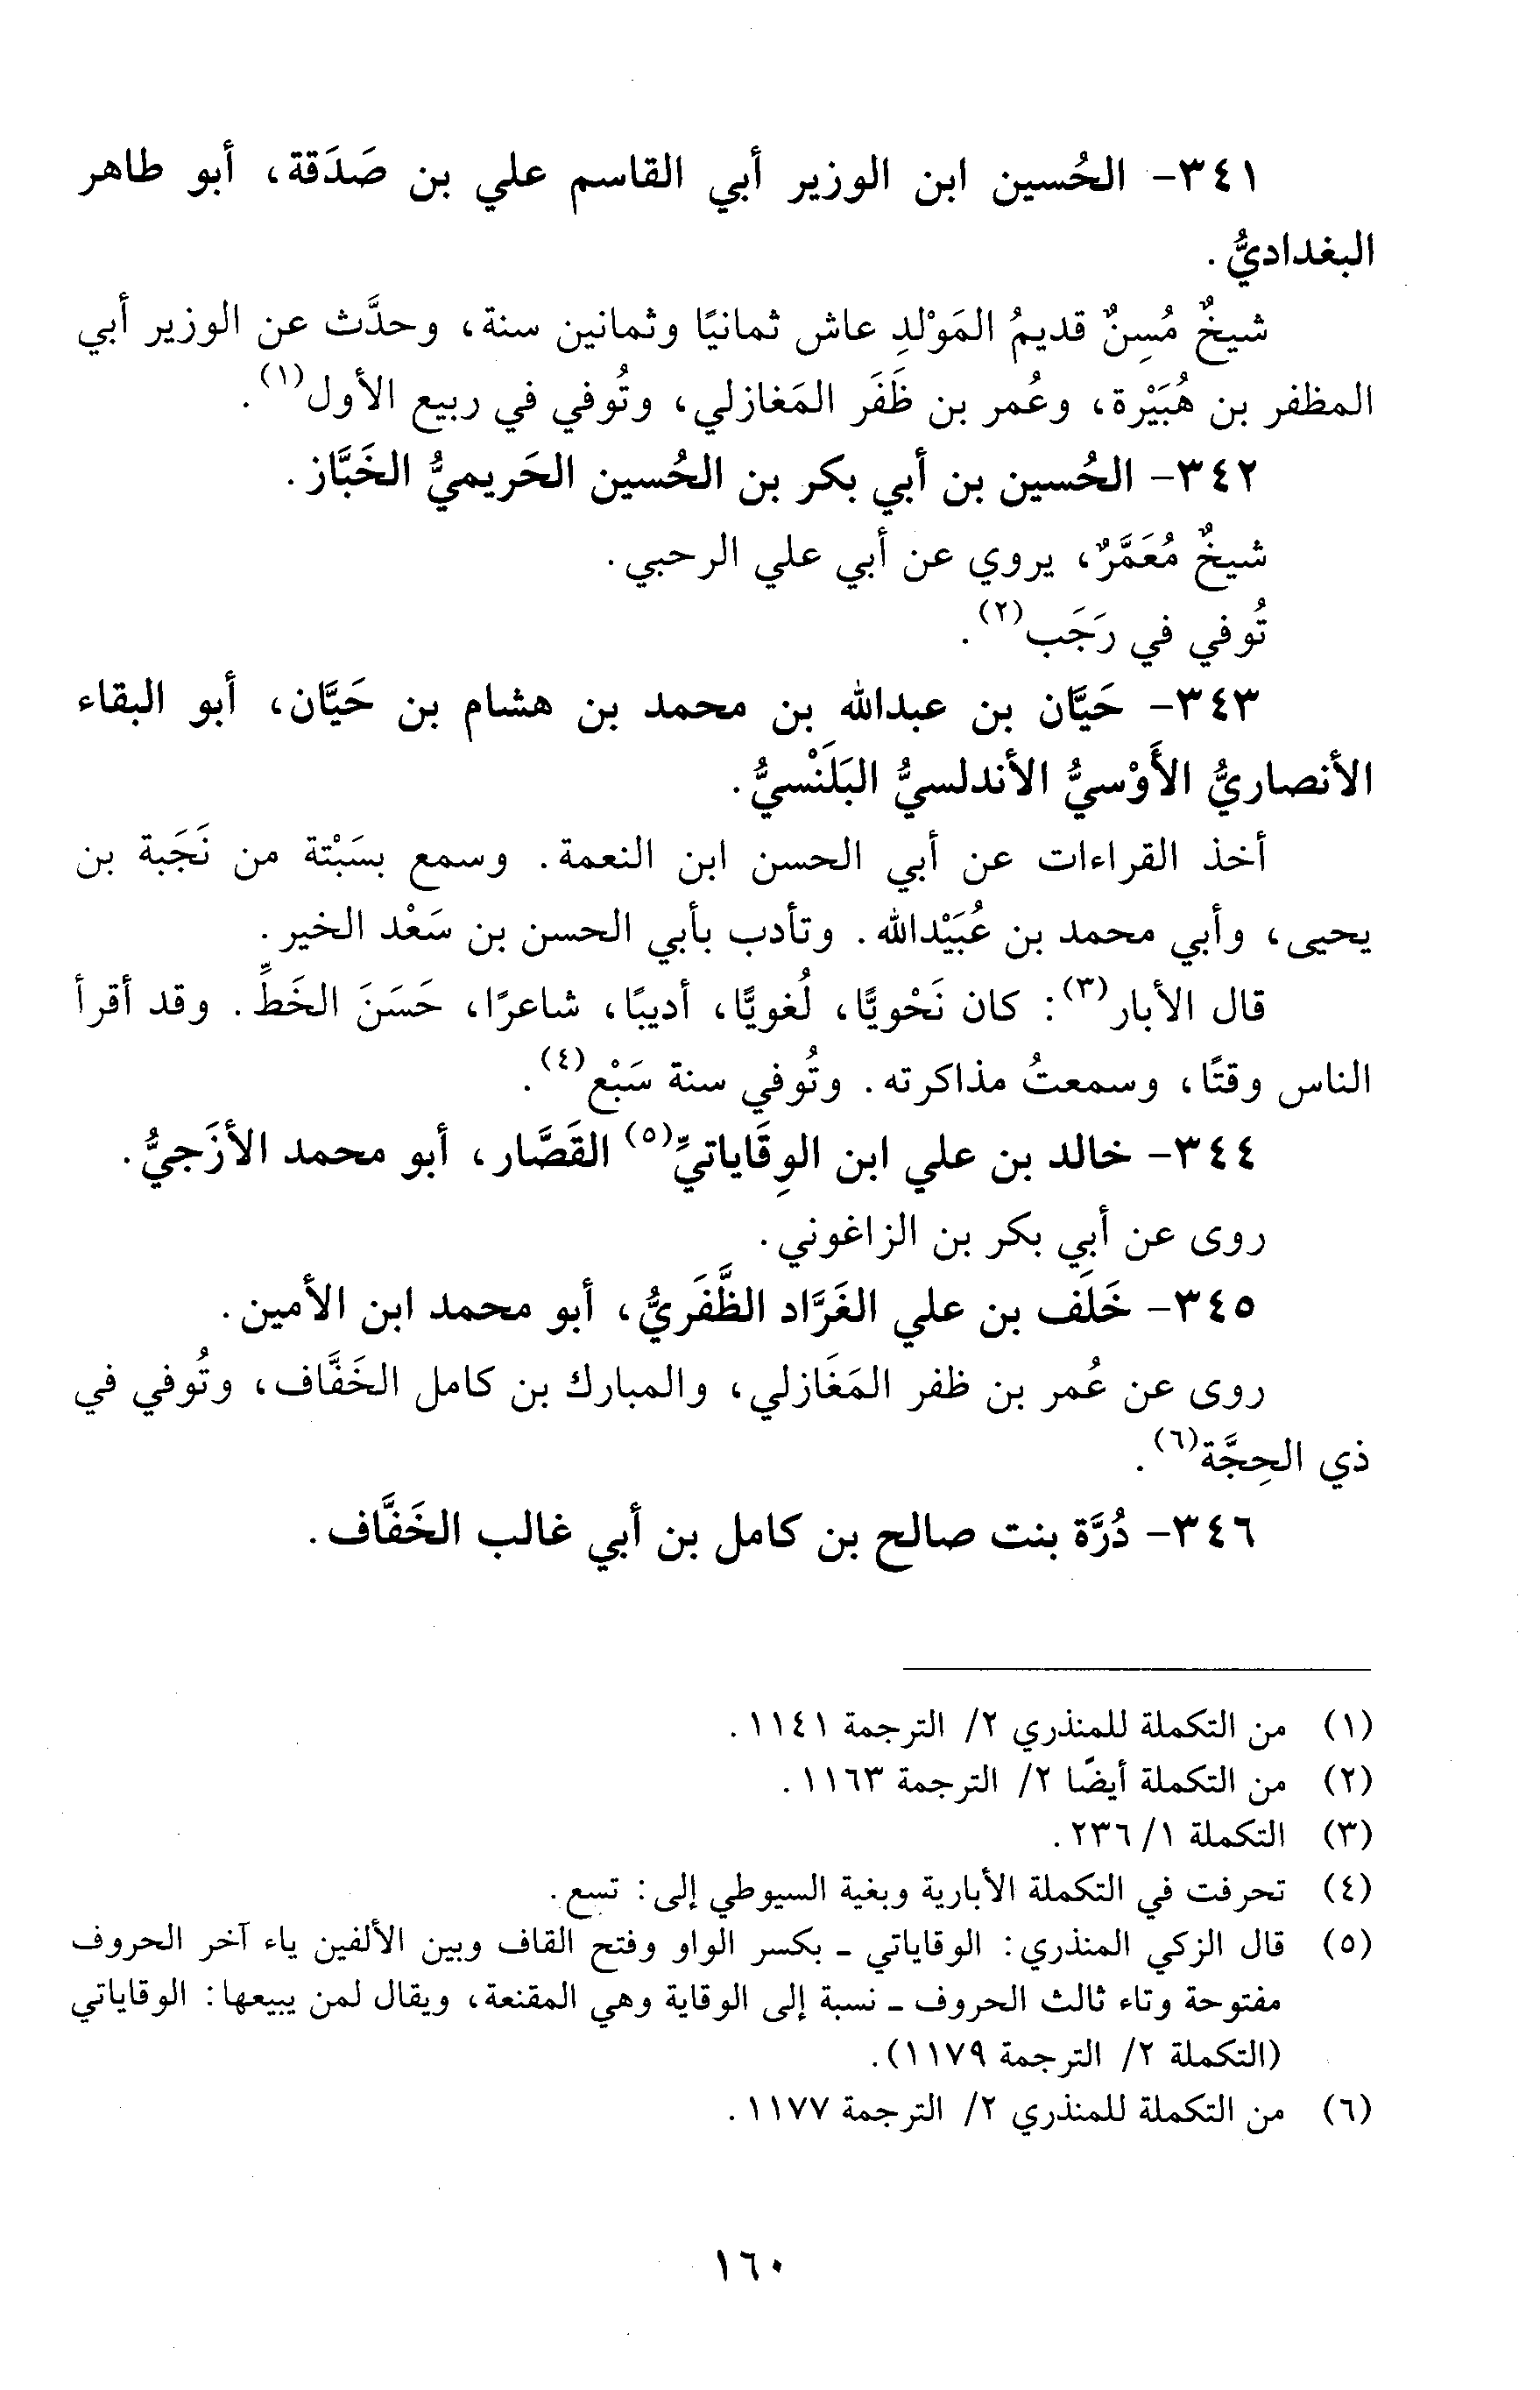 ٣٤١- الحُسين ابن الوزير أبي القاسم علي بن صَدَقة، أبو طاهر
البغداديُّ.
شيخٌ مُسِنٌ قديمُ المَوْلدِ عاش ثمانيًا وثمانين سنة، وحدَّث عن الوزير أبي
المظفر بن هُبَيْرة، وعُمر بن ظَفَر المَغازلي، وتُوفي في ربيع الأول(١).
٣٤٢- الحُسين بن أبي بكر بن الحُسين الحَريميُّ الخَبَّاز.
شيخٌ مُعَمَّرٌ، يروي عن أبي علي الرحبي.
تُوفي في رَجَب(٢).
٣٤٣- حَيَّان بن عبدالله بن محمد بن هشام بن حَيَّان، أبو البقاء
الأنصاريُّ الأَوْسيُّ الأندلسيُّ البَلَنْسيُّ.
أخذ القراءات عن أبي الحسن ابن النعمة. وسمع بسَبْتة من نَجَبة بن
يحيى، وأبي محمد بن عُبَيْدالله. وتأدب بأبي الحسن بن سَعْد الخير.
قال الأبار(٣): كان نَحْويًّا، لُغويًّا، أديبًا، شاعرًا، حَسَنَ الخَطِّ. وقد أقرأ
الناس وقتًا، وسمعتُ مذاكرته. وتُوفي سنة سَبْع(٤).
٣٤٤- خالد بن علي ابن الوِقَاياتيِّ(٥) القَصَّار، أبو محمد الأزَجيُّ.
روى عن أبي بكر بن الزاغوني.
٣٤٥- خَلَف بن علي الغَرَّاد الظَّفَريُّ، أبو محمد ابن الأمين.
روى عن عُمر بن ظفر المَغَازلي، والمبارك بن كامل الخَفَّاف، وتُوفي في
ذي الحِجَّة(٦).
٣٤٦- دُرَّة بنت صالح بن كامل بن أبي غالب الخَفَّاف.
(١) من التكملة للمنذري ٢/ الترجمة ١١٤١.
(٢) من التكملة أيضًا ٢/ الترجمة ١١٦٣.
(٣) التكملة ١/ ٢٣٦.
(٤) تحرفت في التكملة الأبارية وبغية السيوطي إلى: تسع.
(٥) قال الزكي المنذري: الوقاياتي - بكسر الواو وفتح القاف وبين الألفين ياء آخر الحروف
مفتوحة وتاء ثالث الحروف - نسبة إلى الوقاية وهي المقنعة، ويقال لمن يبيعها: الوقاياتي
(التكملة ٢/ الترجمة ١١٧٩).
(٦) من التكملة للمنذري ٢/ الترجمة ١١٧٧.
١٦٠